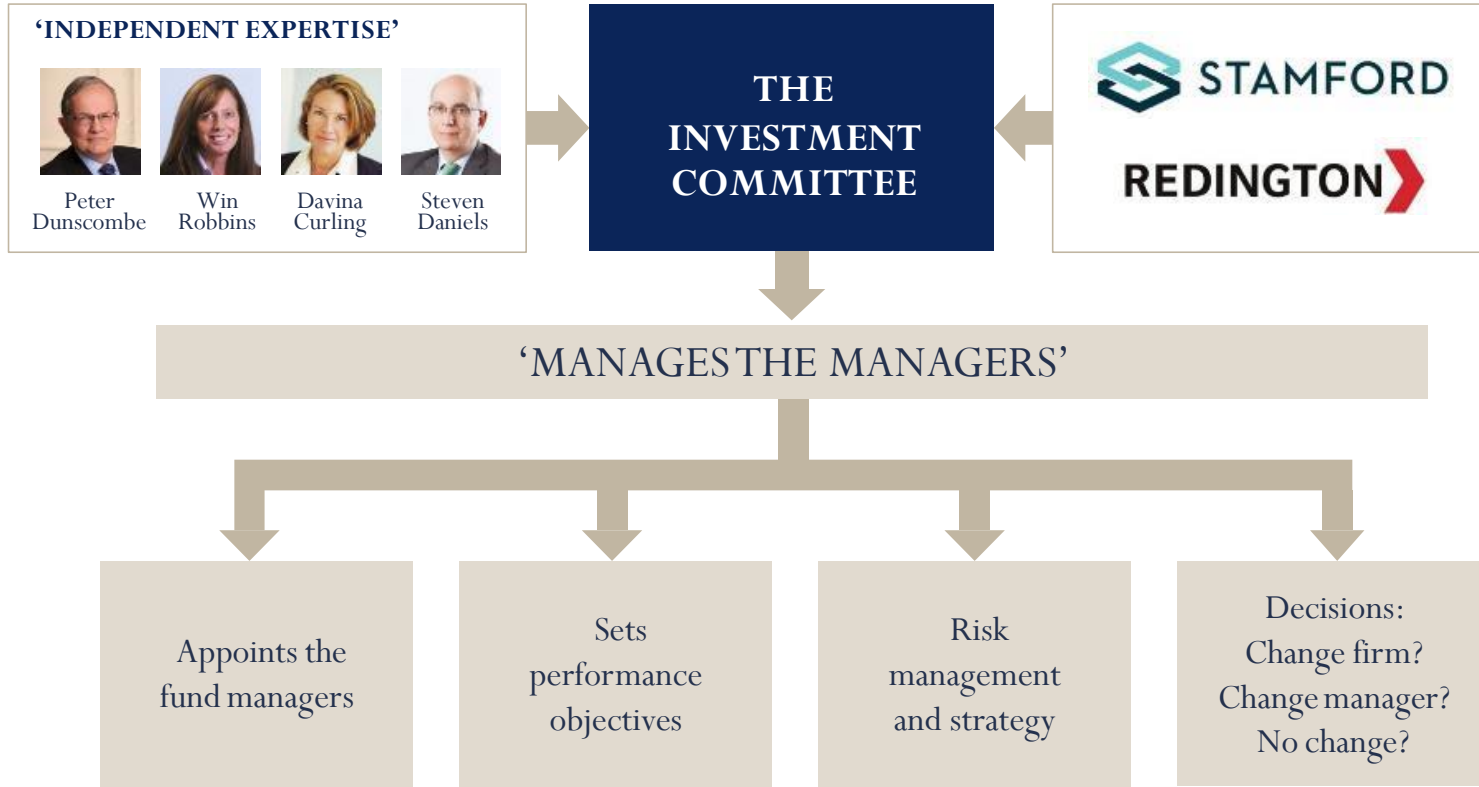 ‘INDEPENDENT EXPERTISE’
Peter
Dunscombe
Win
Robbins
Davina
Curling
Steven
Daniels
THE
INVESTMENT
COMMITTEE
STAMFORD
REDINGTON
‘MANAGES THE MANAGERS’
Appoints the
fund managers
Sets
performance
objectives
Risk
management
and strategy
Decisions:
Change firm?
Change manager?
No change?